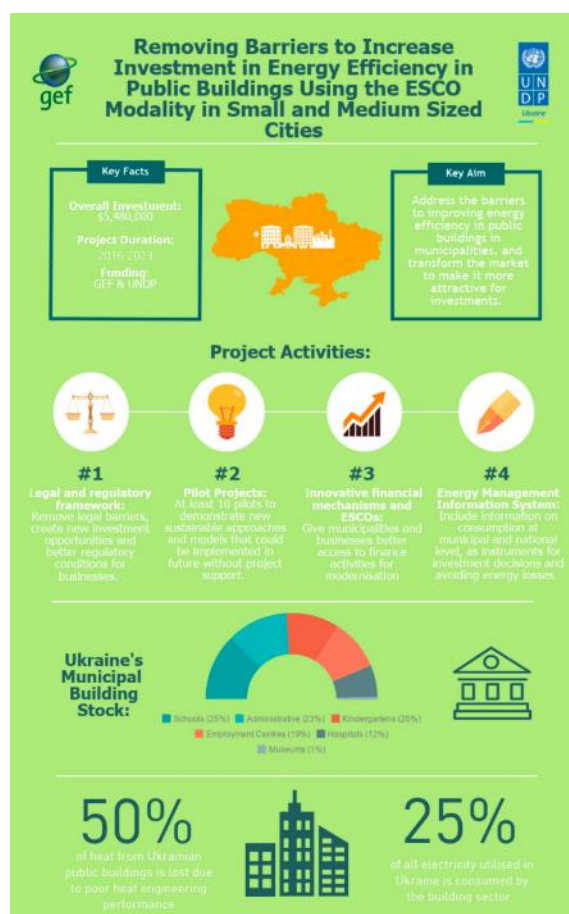 gef
Removing Barriers to Increase
Investment in Energy Efficiency in
Public Buildings Using the ESCO
Modality in Small and Medium Sized
Cities
U N
D P
Ukraine
Key Facts
Overall Investment:
$5,480,000
Project Duration:
2016-2023
Funding:
GEF & UNDP
Key Aim
Address the barriers
to improving energy
efficiency in public
buildings in
municipalities, and
transform the market
to make it more
attractive for
investments.
Project Activities:
#1
Legal and regulatory
framework:
Remove legal barriers,
create new investment
opportunities and
better regulatory
conditions for
businesses.
#2
Pilot Projects:
At least 10 pilots to
demonstrate new
sustainable approaches
and models that could
be implemented in
future without project
support.
#3
Innovative financial
mechanisms and
ESCOs:
Give municipalities and
businesses better
access to finance
activities for
modernisation
#4
Energy Management
Information System:
Include information on
consumption at
municipal and national
level, as instruments for
investment decisions and
avoiding energy losses.
Ukraine's
Municipal
Building
Stock:
Schools (25%) Administrative (23%) Kindergartens (20%)
Employment Centres (19%) Hospitals (12%)
Museums (1%)
50%
of heat from Ukrainian
public buildings is lost due
to poor heat engineering
performance
25%
of all electricity utilised in
Ukraine is consumed by
the building sector